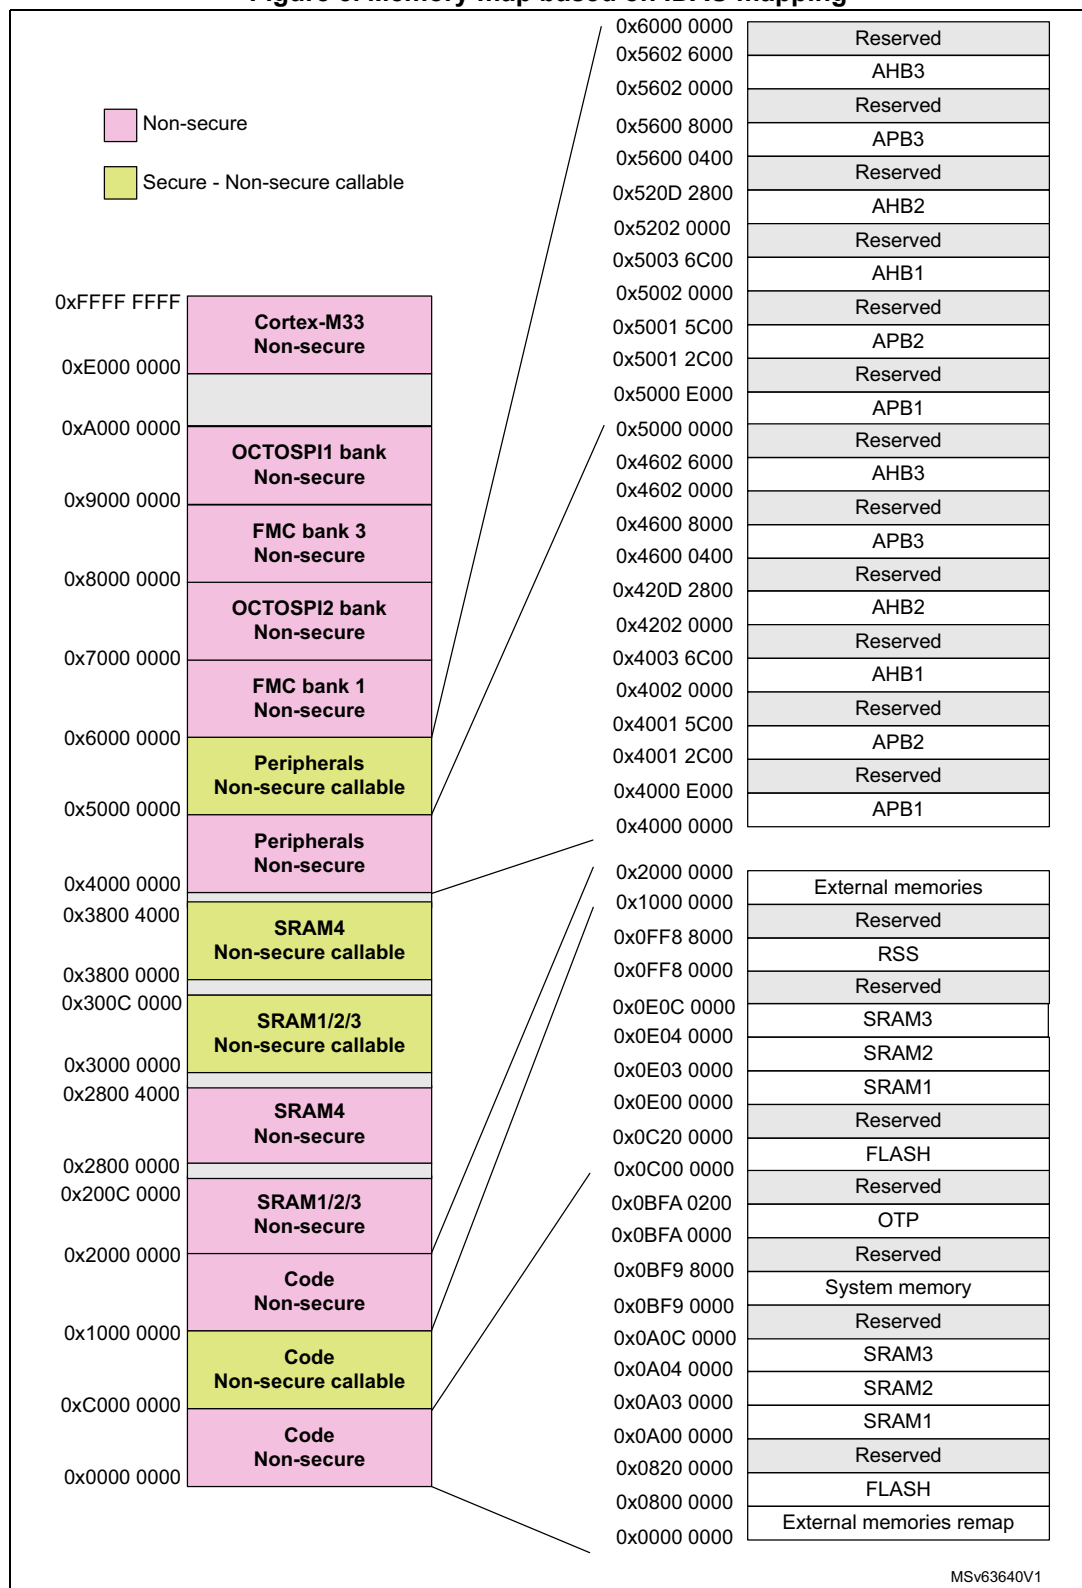 Non-secure
Secure - Non-secure callable
0xFFFF FFFF
Cortex-M33
Non-secure
0xE000 0000
0xA000 0000
OCTOSPI1 bank
Non-secure
0x9000 0000
FMC bank 3
Non-secure
0x8000 0000
OCTOSPI2 bank
Non-secure
0x7000 0000
FMC bank 1
Non-secure
0x6000 0000
Peripherals
Non-secure callable
0x5000 0000
Peripherals
Non-secure
0x4000 0000
0x3800 4000
SRAM4
Non-secure callable
0x3800 0000
0x300C 0000
SRAM1/2/3
Non-secure callable
0x3000 0000
0x2800 4000
SRAM4
Non-secure
0x2800 0000
0x200C 0000
SRAM1/2/3
Non-secure
0x2000 0000
Code
Non-secure
0x1000 0000
Code
Non-secure callable
0xC000 0000
Code
Non-secure
0x0000 0000
0x6000 0000
Reserved
0x5602 6000
AHB3
0x5602 0000
Reserved
0x5600 8000
APB3
0x5600 0400
Reserved
0x520D 2800
AHB2
0x5202 0000
Reserved
0x5003 6C00
AHB1
0x5002 0000
Reserved
0x5001 5C00
APB2
0x5001 2C00
Reserved
0x5000 E000
APB1
0x5000 0000
Reserved
0x4602 6000
AHB3
0x4602 0000
Reserved
0x4600 8000
APB3
0x4600 0400
Reserved
0x420D 2800
AHB2
0x4202 0000
Reserved
0x4003 6C00
AHB1
0x4002 0000
Reserved
0x4001 5C00
APB2
0x4001 2C00
Reserved
0x4000 E000
APB1
0x4000 0000
0x2000 0000
External memories
0x1000 0000
Reserved
0x0FF8 8000
RSS
0x0FF8 0000
Reserved
0x0E0C 0000
SRAM3
0x0E04 0000
SRAM2
0x0E03 0000
SRAM1
0x0E00 0000
Reserved
0x0C20 0000
FLASH
0x0C00 0000
Reserved
0x0BFA 0200
OTP
0x0BFA 0000
Reserved
0x0BF9 8000
System memory
0x0BF9 0000
Reserved
0x0A0C 0000
SRAM3
0x0A04 0000
SRAM2
0x0A03 0000
SRAM1
0x0A00 0000
Reserved
0x0820 0000
FLASH
0x0800 0000
External memories remap
0x0000 0000
MSv63640V1